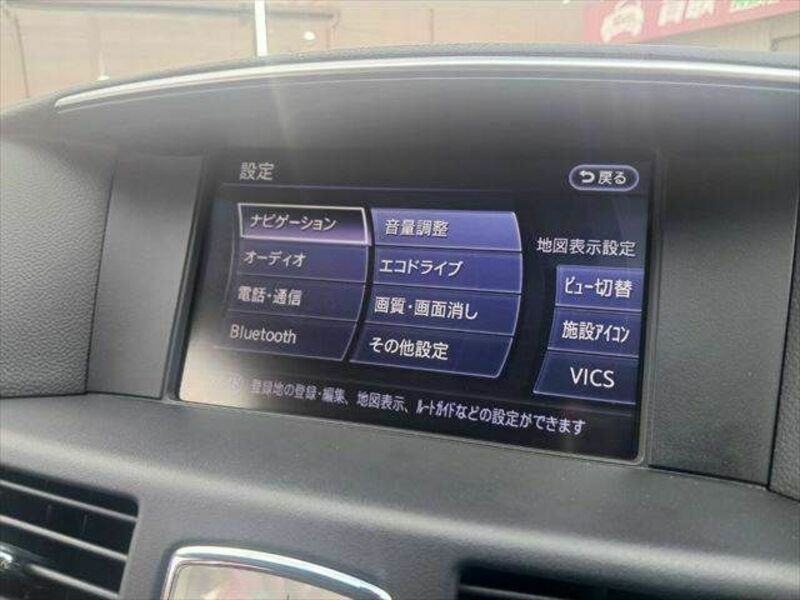 設定
戻る
ナビゲーション
音量調整
地図表示設定
オーディオ
エコドライブ
ビュー切替
電話・通信
画質・画面消し
施設アイコン
Bluetooth
その他設定
VICS
登録地の登録・編集、地図表示、ルートガイドなどの設定ができます
買取